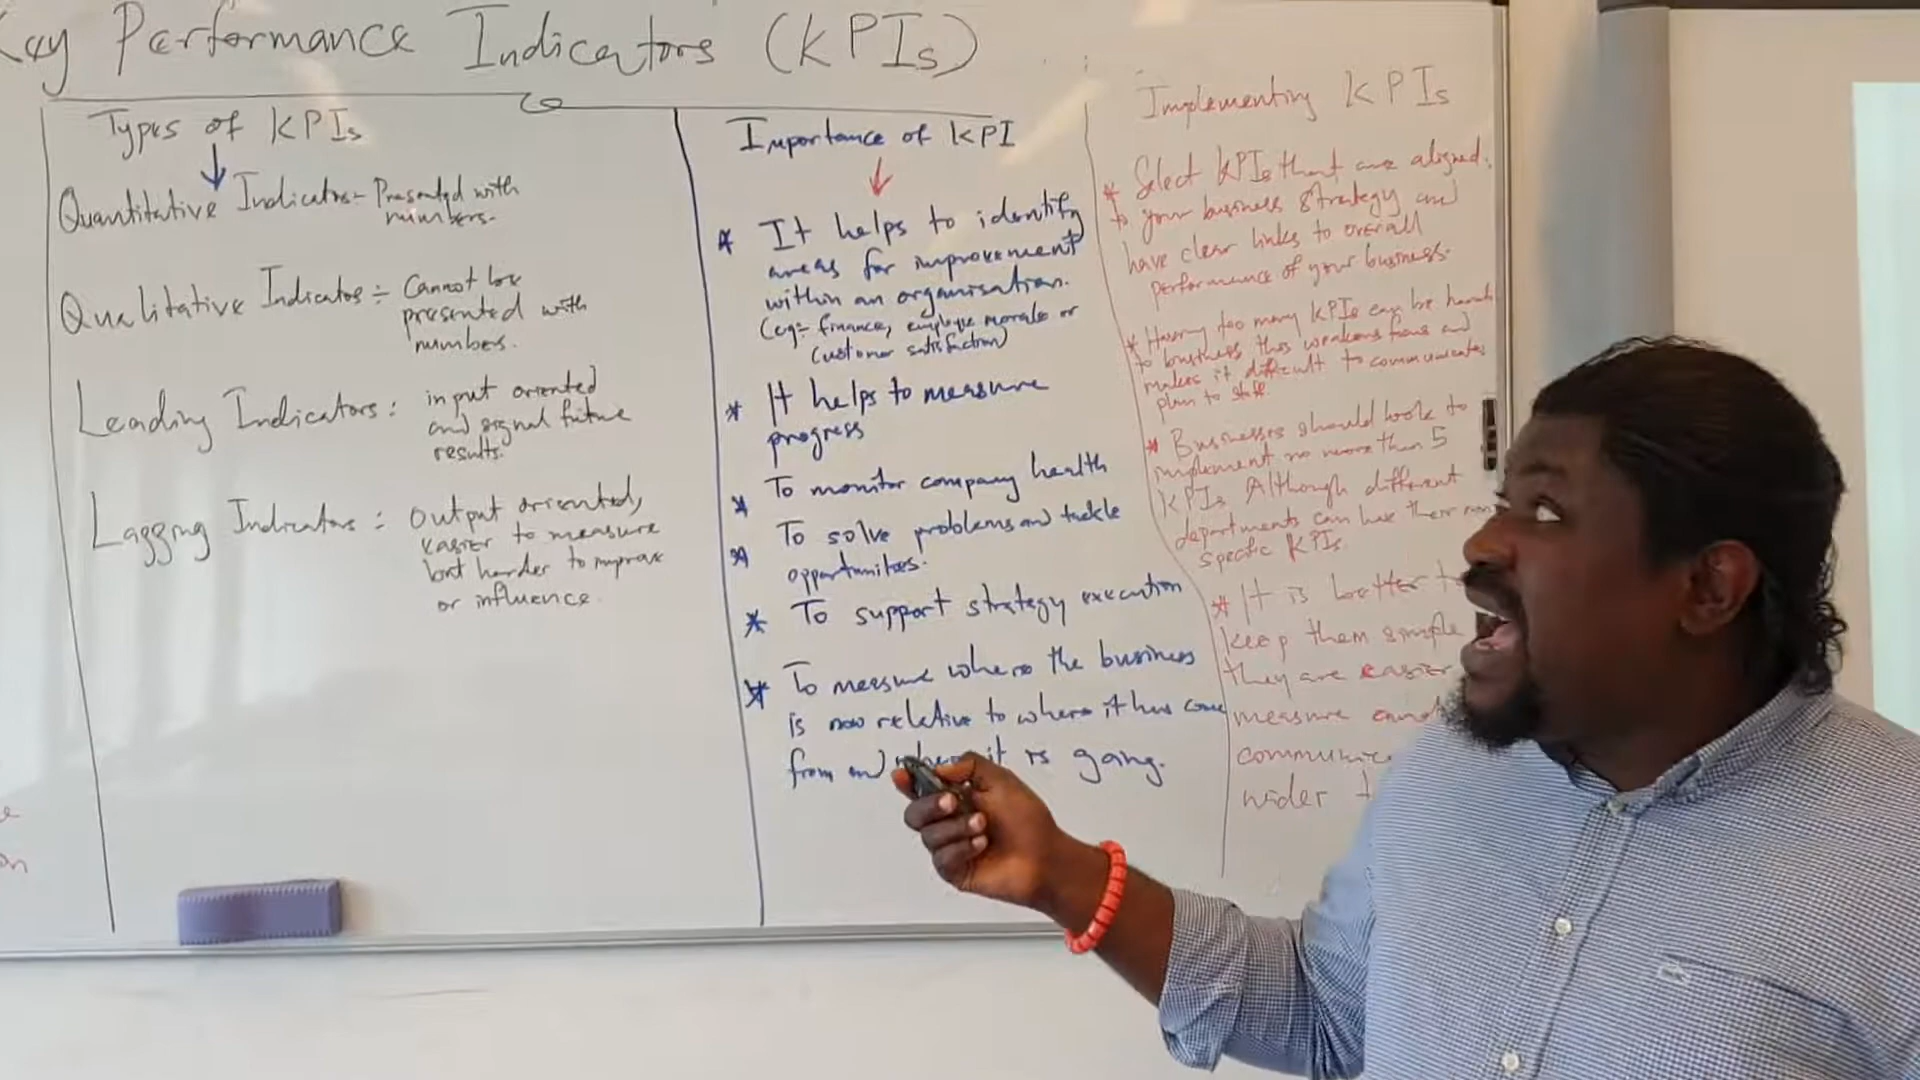 Key Performance Indicators (KPIs)
Types of KPIs
Quantitative Indicators - Presented with
numbers.
Qualitative Indicators ÷ Cannot be
presented with
numbers.
Leading Indicators : input oriented
and signal future
results.
Lagging Indicators : output oriented,
easier to measure
but harder to improve
or influence.
Importance of KPI
* It helps to identify
areas for improvement
within an organisation.
(eg:- finance, employee morale or
customer satisfaction)
* It helps to measure
progress
* To monitor company health
* To solve problems and tackle
opportunities.
* To support strategy execution
* To measure where the business
is now relative to where it has come
from and where it is going.
Implementing KPIs
* Select KPIs that are aligned
to your business strategy and
have clear links to overall
performance of your business.
* Having too many KPIs can be harmful
to business this weakens focus and
makes it difficult to communicate
plan to staff.
* Businesses should look to
implement no more than 5
KPIs Although different
departments can have their own
specific KPIs.
* It is better to
keep them simple
they are easier
measure and
wider